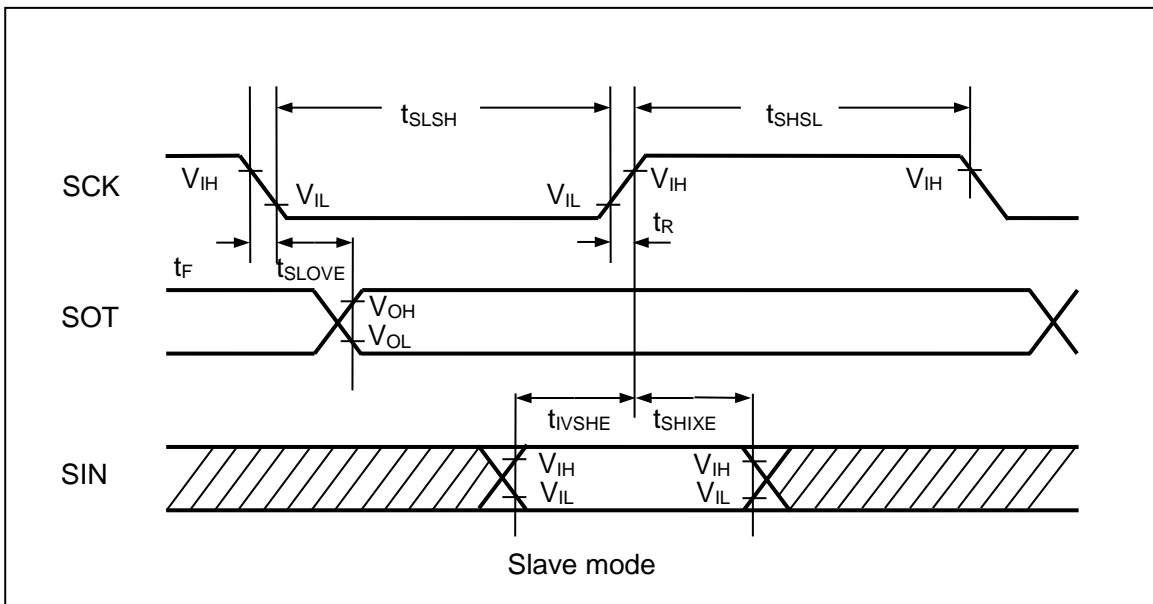 tSLSH tSHSL
SCK VIH VIL VIL VIH VIH
tR
tF tSLOVE
SOT VOH
VOL
tIVSHE tSHIXE
SIN VIH VIH
VIL VIL
Slave mode